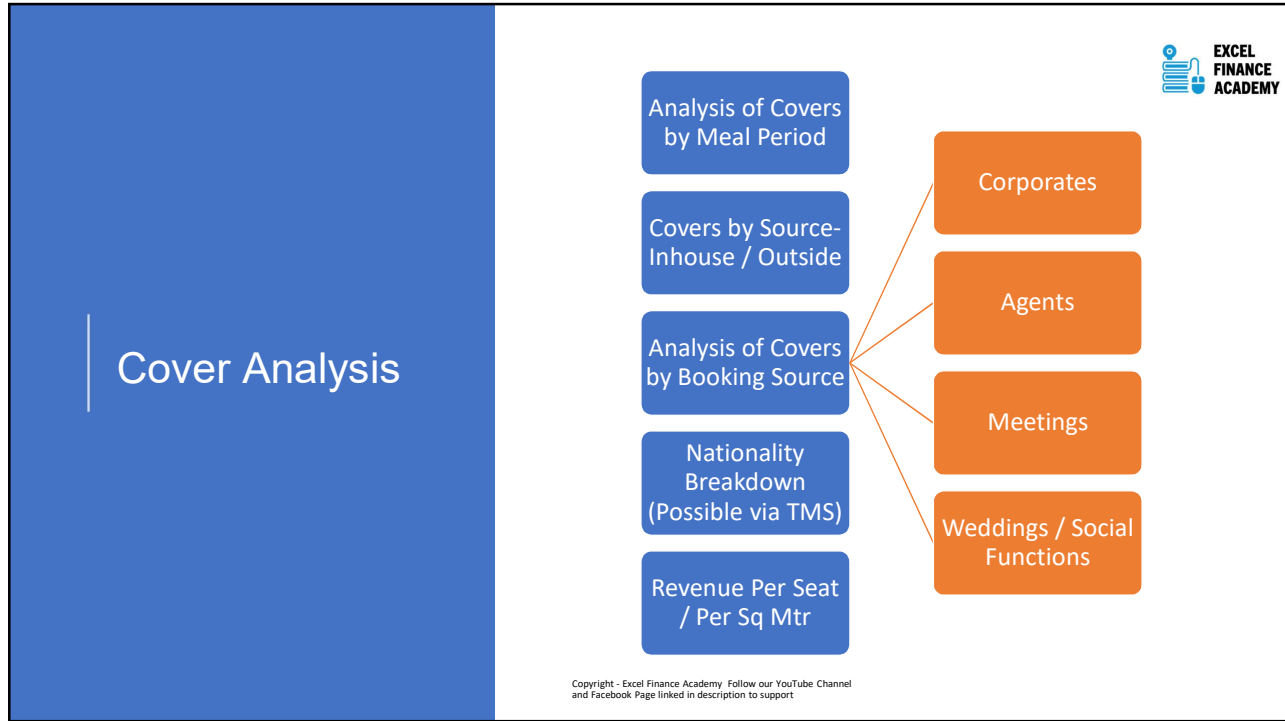 EXCEL
FINANCE
ACADEMY
Cover Analysis
Analysis of Covers
by Meal Period
Covers by Source-
Inhouse / Outside
Analysis of Covers
by Booking Source
Nationality
Breakdown
(Possible via TMS)
Revenue Per Seat
/ Per Sq Mtr
Corporates
Agents
Meetings
Weddings / Social
Functions
Copyright - Excel Finance Academy  Follow our YouTube Channel
and Facebook Page linked in description to support